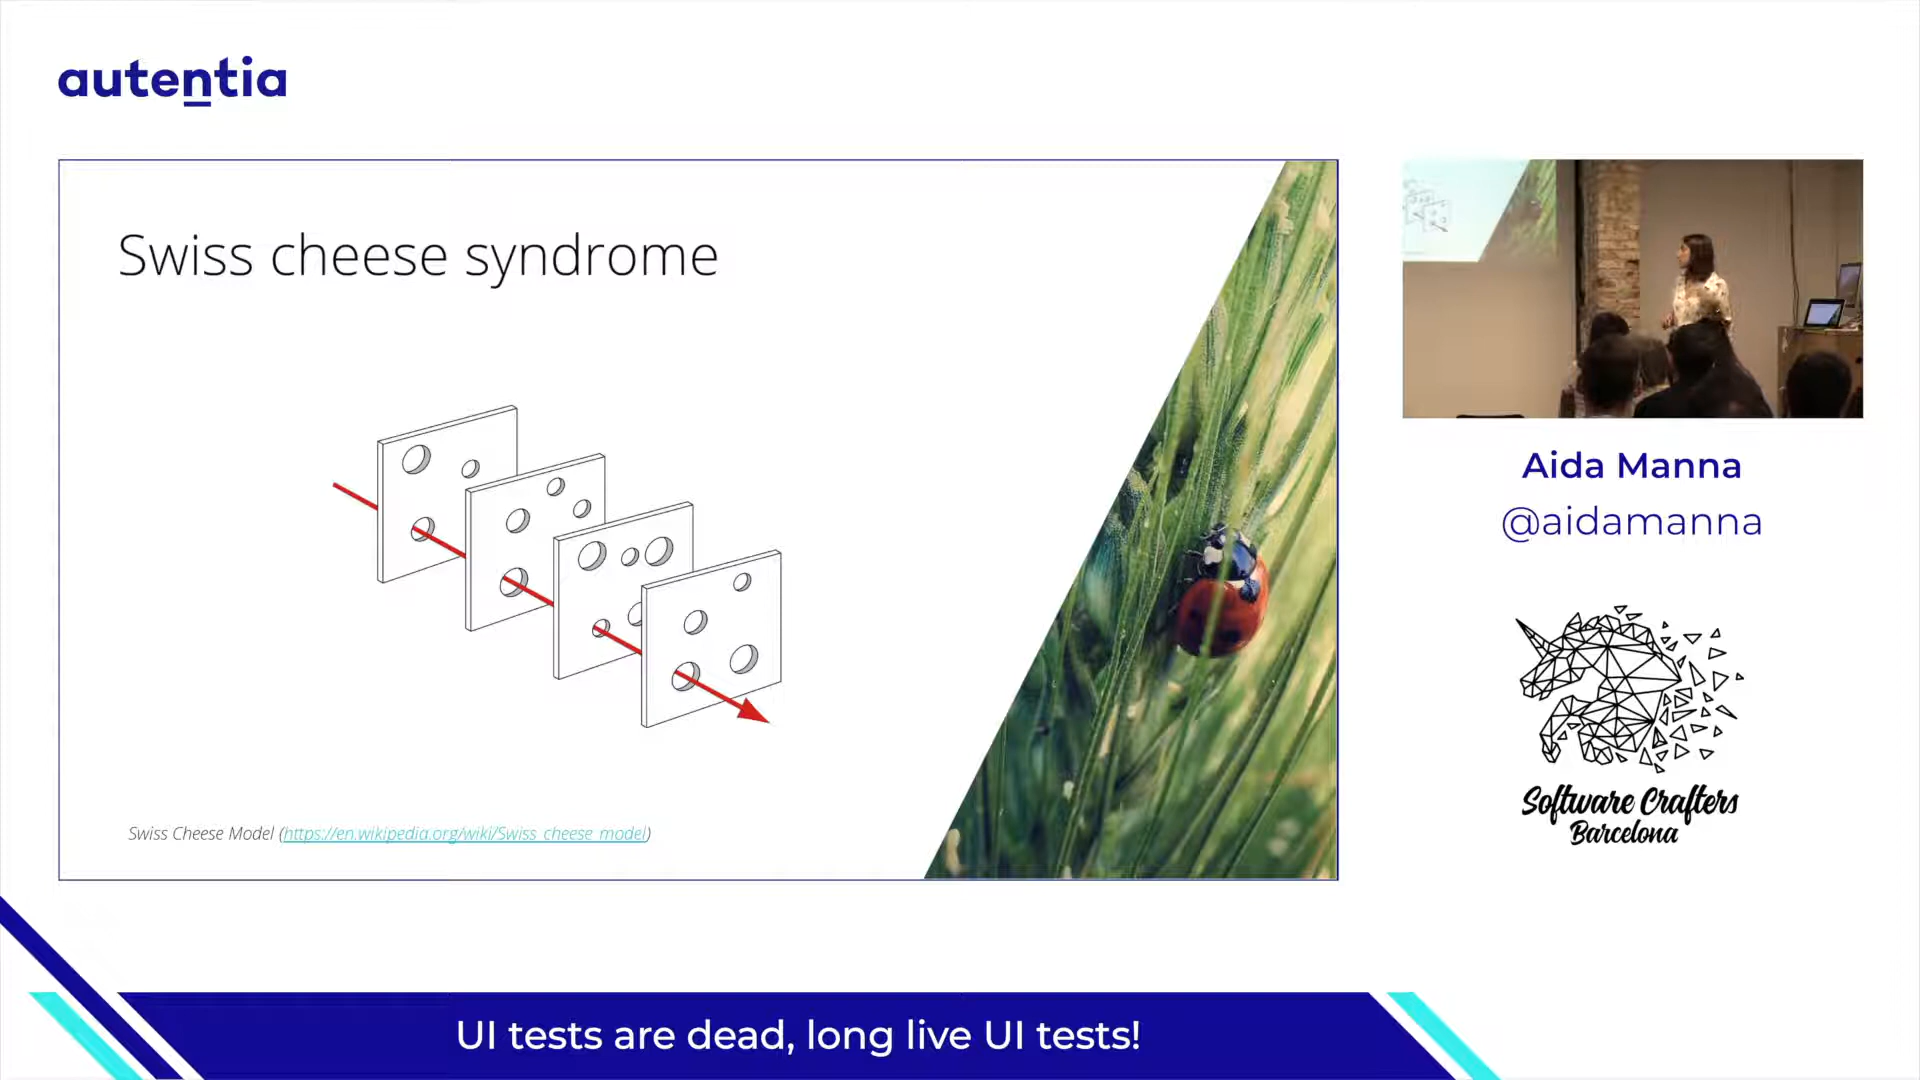 autentia
Swiss cheese syndrome
Swiss Cheese Model (https://en.wikipedia.org/wiki/Swiss_cheese_model)
Aida Manna
@aidamanna
Software Crafters
Barcelona
UI tests are dead, long live UI tests!